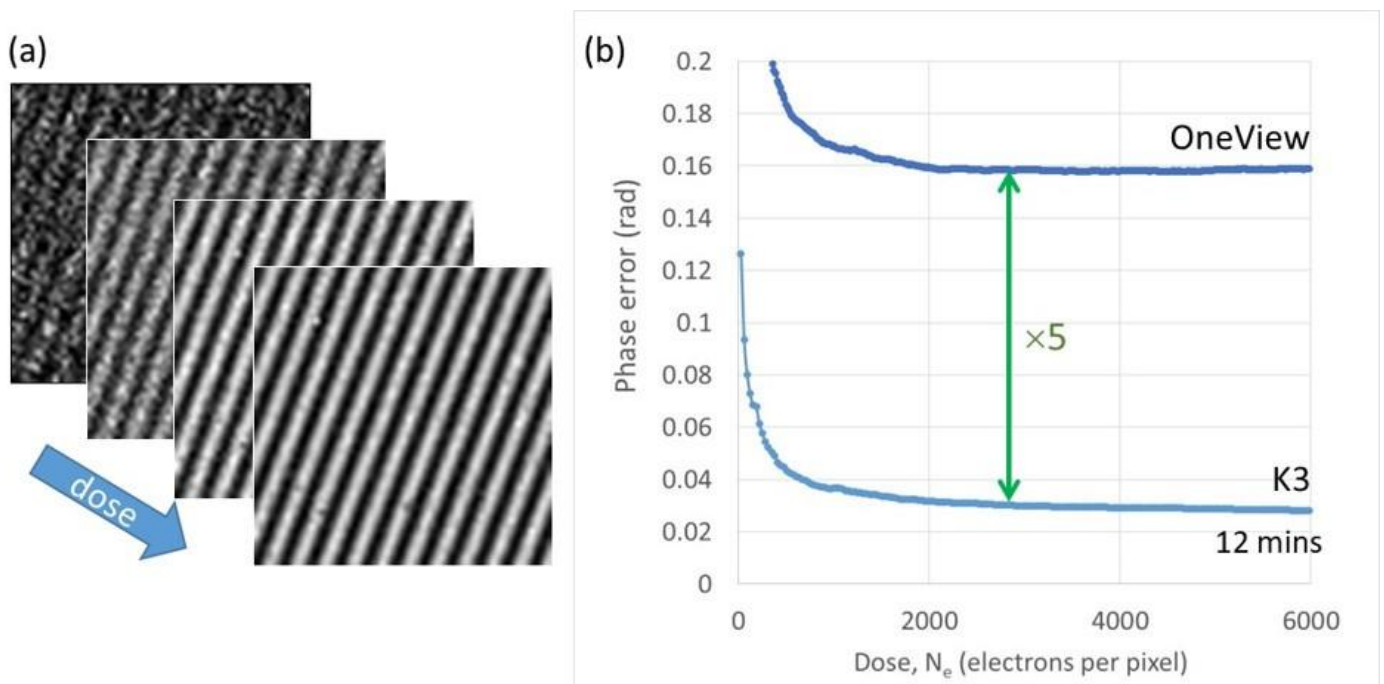 (a)
dose
(b)
0.2
0.18
0.16
0.14
0.12
0.1
0.08
0.06
0.04
0.02
0
Phase error (rad)
OneView
×5
K3
12 mins
0
2000
4000
6000
Dose, Nₑ (electrons per pixel)